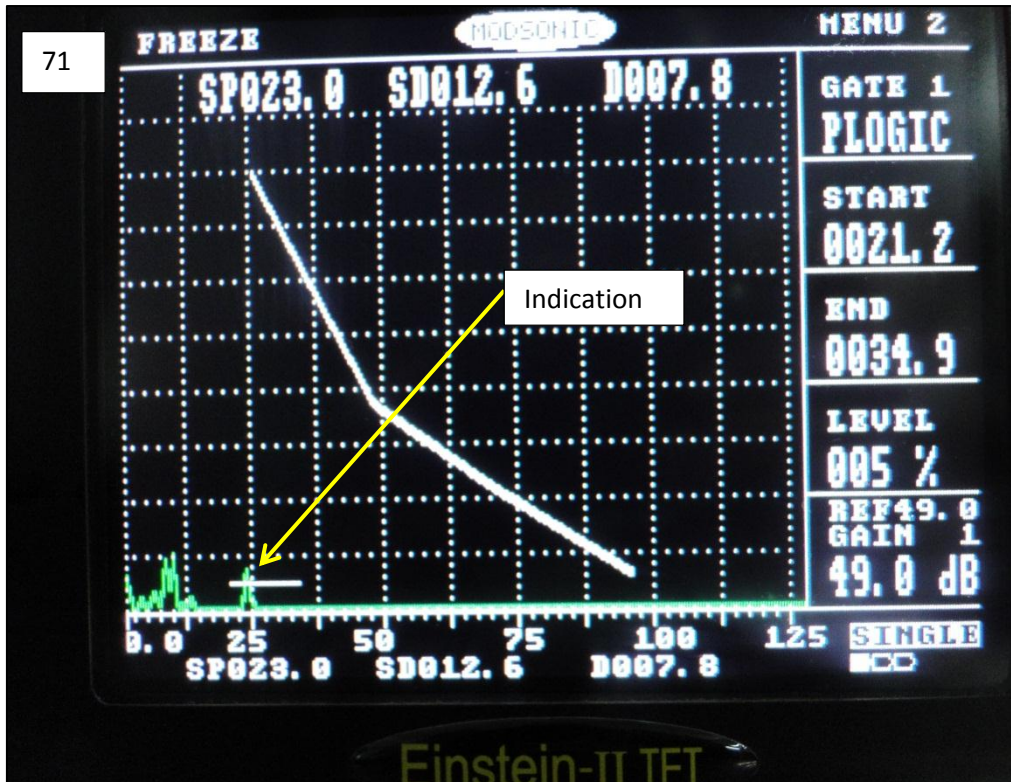 71
FREEZE
MODSONIC
MENU 2
SP023.0 SD012.6 D007.8
GATE 1
PLOGIC
START
0021.2
Indication
END
0034.9
LEVEL
005 %
REF49.0
GAIN 1
49.0 dB
0.0 25 50 75 100 125 SINGLE
SP023.0 SD012.6 D007.8
Einstein-II TFT